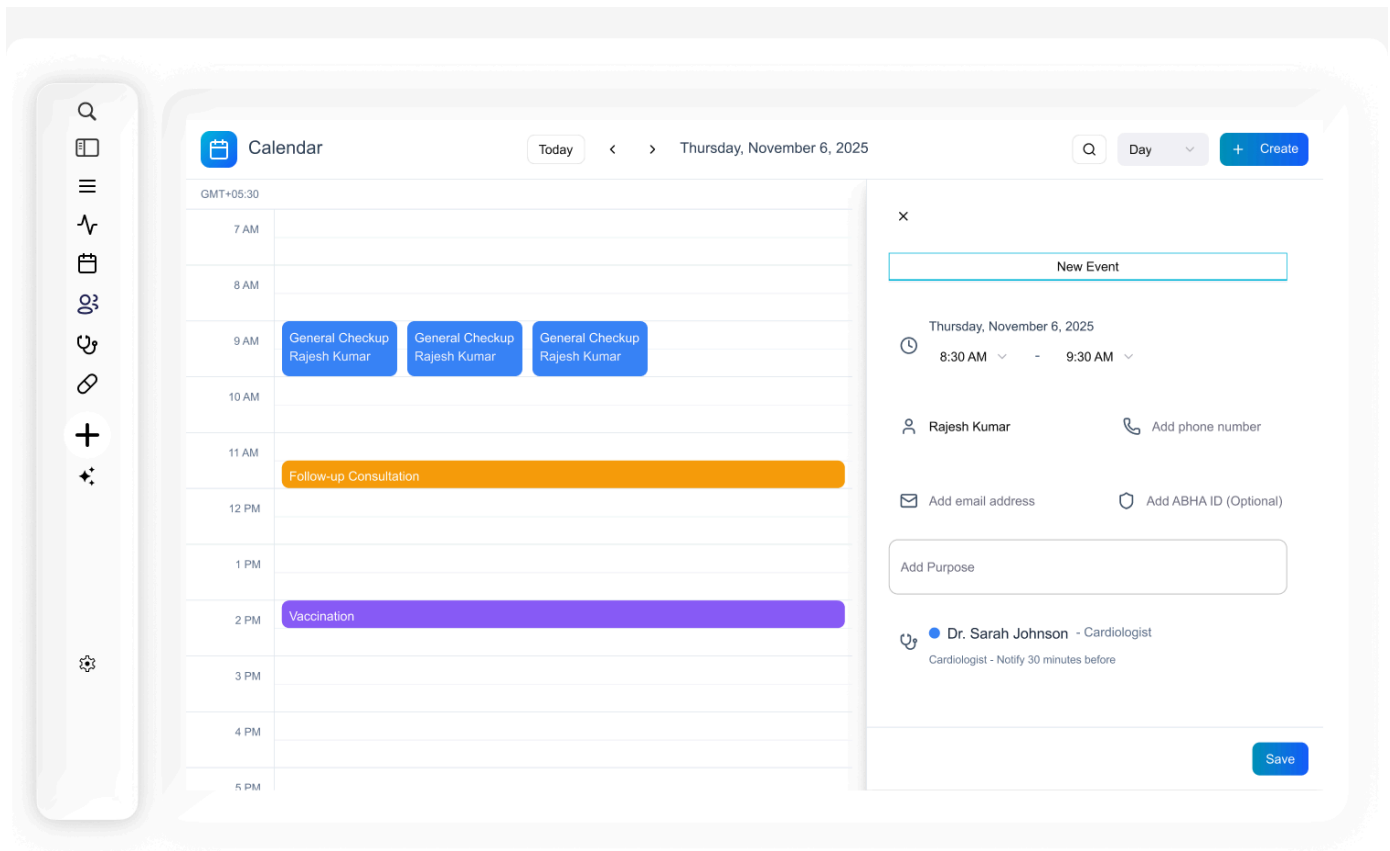 Calendar
Today
Thursday, November 6, 2025
Day
Create
GMT+05:30
7 AM
8 AM
9 AM
General Checkup
Rajesh Kumar
General Checkup
Rajesh Kumar
General Checkup
Rajesh Kumar
10 AM
11 AM
Follow-up Consultation
12 PM
1 PM
2 PM
Vaccination
3 PM
4 PM
5 PM
New Event
Thursday, November 6, 2025
8:30 AM - 9:30 AM
Rajesh Kumar
Add phone number
Add email address
Add ABHA ID (Optional)
Add Purpose
Dr. Sarah Johnson - Cardiologist
Cardiologist - Notify 30 minutes before
Save